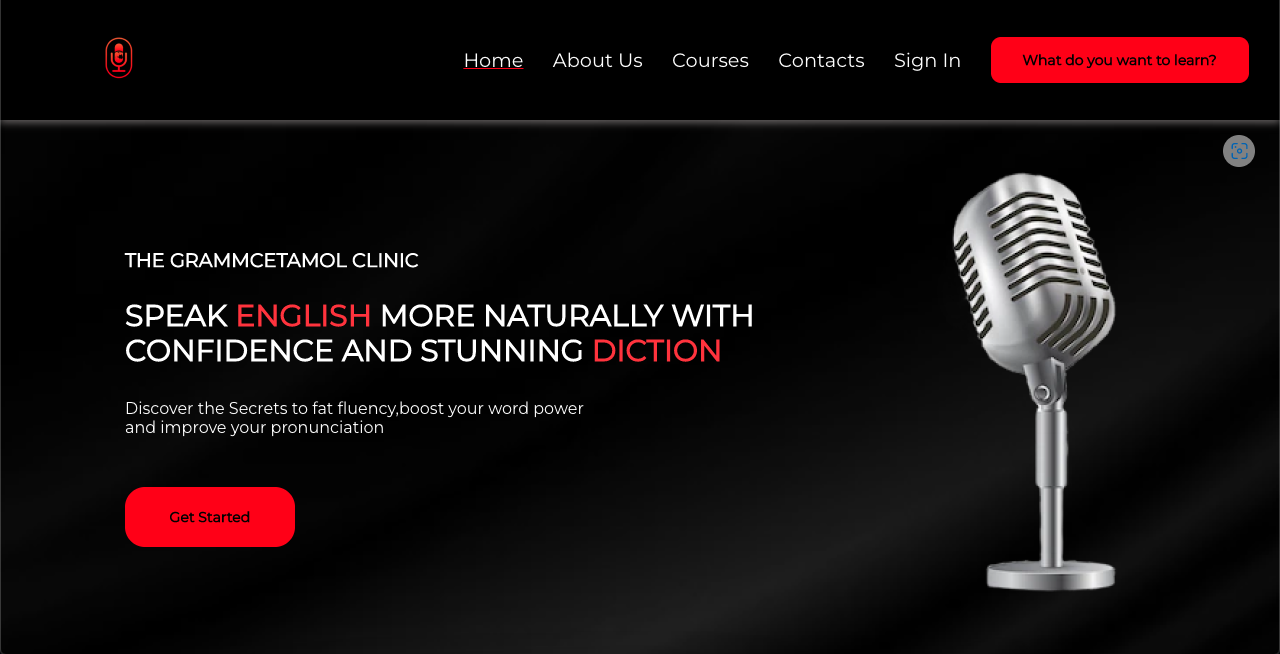 Home About Us Courses Contacts Sign In What do you want to learn?
THE GRAMMCETAMOL CLINIC
SPEAK ENGLISH MORE NATURALLY WITH
CONFIDENCE AND STUNNING DICTION
Discover the Secrets to fat fluency,boost your word power
and improve your pronunciation
Get Started